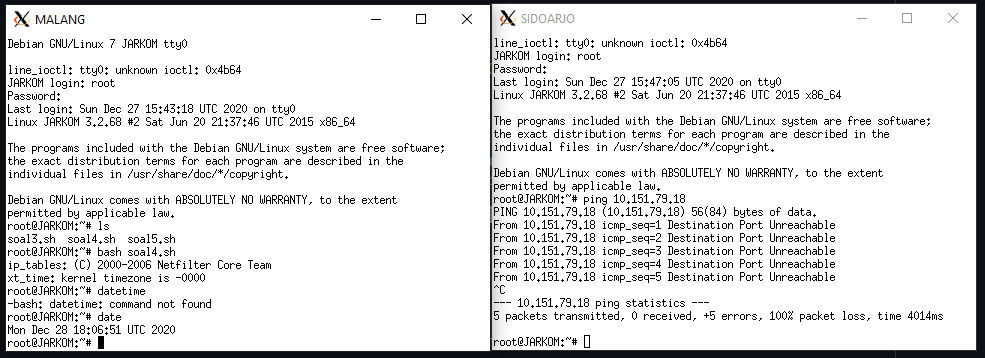 MALANG
Debian GNU/Linux 7 JARKOM tty0
line_ioctl: tty0: unknown ioctl: 0x4b64
JARKOM login: root
Password:
Last login: Sun Dec 27 15:43:18 UTC 2020 on tty0
Linux JARKOM 3.2.68 #2 Sat Jun 20 21:37:46 UTC 2015 x86_64
The programs included with the Debian GNU/Linux system are free software;
the exact distribution terms for each program are described in the
individual files in /usr/share/doc/*/copyright.
Debian GNU/Linux comes with ABSOLUTELY NO WARRANTY, to the extent
permitted by applicable law.
root@JARKOM:~# ls
soal3.sh  soal4.sh  soal5.sh
root@JARKOM:~# bash soal4.sh
ip_tables: (C) 2000-2006 Netfilter Core Team
xt_time: kernel timezone is -0000
root@JARKOM:~# datetime
-bash: datetime: command not found
root@JARKOM:~# date
Mon Dec 28 18:06:51 UTC 2020
root@JARKOM:~#
SIDOARJO
line_ioctl: tty0: unknown ioctl: 0x4b64
JARKOM login: root
Password:
Last login: Sun Dec 27 15:47:05 UTC 2020 on tty0
Linux JARKOM 3.2.68 #2 Sat Jun 20 21:37:46 UTC 2015 x86_64
The programs included with the Debian GNU/Linux system are free software;
the exact distribution terms for each program are described in the
individual files in /usr/share/doc/*/copyright.
Debian GNU/Linux comes with ABSOLUTELY NO WARRANTY, to the extent
permitted by applicable law.
root@JARKOM:~# ping 10.151.79.18
PING 10.151.79.18 (10.151.79.18) 56(84) bytes of data.
From 10.151.79.18 icmp_seq=1 Destination Port Unreachable
From 10.151.79.18 icmp_seq=2 Destination Port Unreachable
From 10.151.79.18 icmp_seq=3 Destination Port Unreachable
From 10.151.79.18 icmp_seq=4 Destination Port Unreachable
From 10.151.79.18 icmp_seq=5 Destination Port Unreachable
^C
--- 10.151.79.18 ping statistics ---
5 packets transmitted, 0 received, +5 errors, 100% packet loss, time 4014ms
root@JARKOM:~#